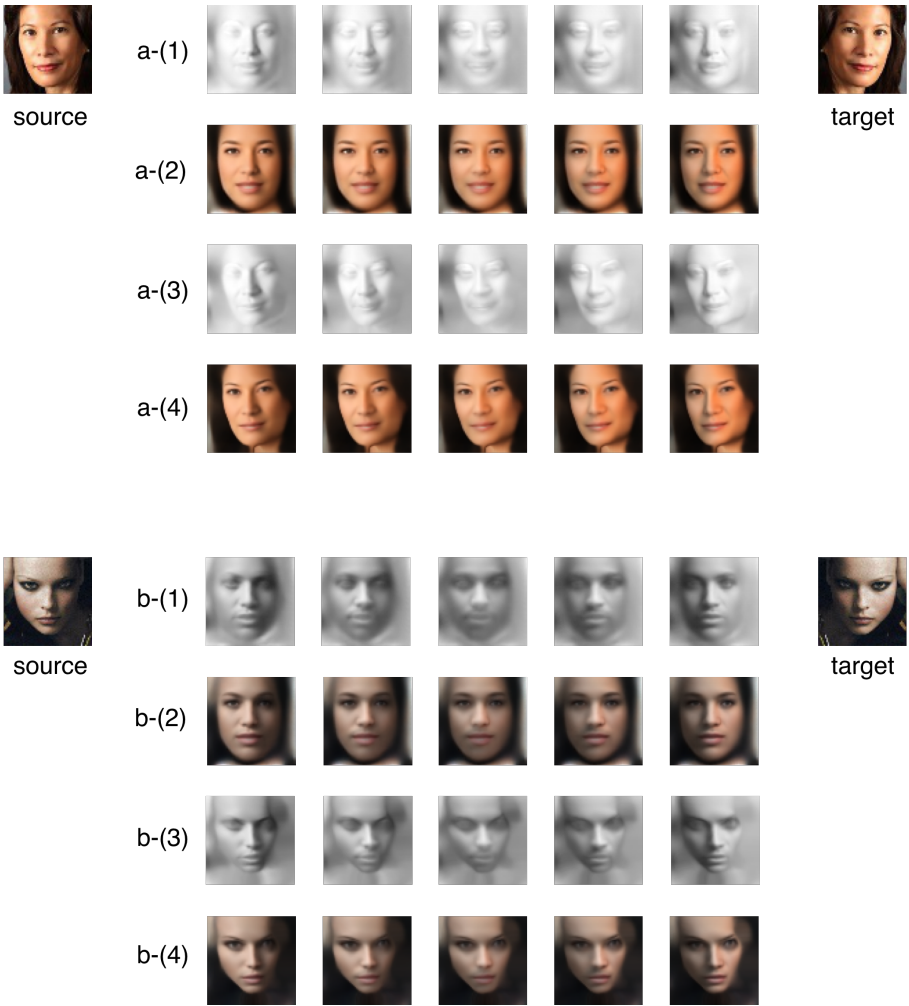 a-(1)
source
target
a-(2)
a-(3)
a-(4)
b-(1)
source
target
b-(2)
b-(3)
b-(4)